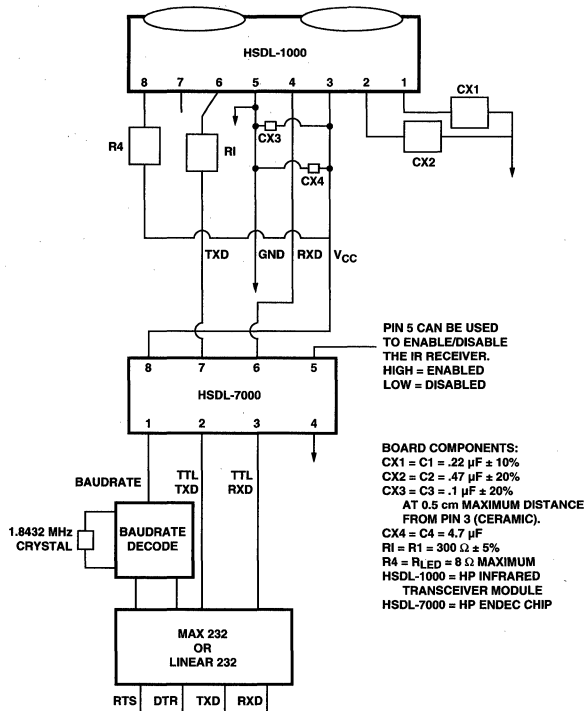 HSDL-1000
8 7 6 5 4 3 2 1
CX1
CX3
R4
RI
CX2
CX4
TXD GND RXD VCC
PIN 5 CAN BE USED
TO ENABLE/DISABLE
THE IR RECEIVER.
HIGH = ENABLED
LOW = DISABLED
8 7 6 5
HSDL-7000
1 2 3 4
BAUDRATE
TTL
TXD
TTL
RXD
1.8432 MHz
CRYSTAL
BAUDRATE
DECODE
BOARD COMPONENTS:
CX1 = C1 = .22 µF ± 10%
CX2 = C2 = .47 µF ± 20%
CX3 = C3 = .1 µF ± 20%
AT 0.5 cm MAXIMUM DISTANCE
FROM PIN 3 (CERAMIC).
CX4 = C4 = 4.7 µF
RI = R1 = 300 Ω ± 5%
R4 = RLED = 8 Ω MAXIMUM
HSDL-1000 = HP INFRARED
TRANSCEIVER MODULE
HSDL-7000 = HP ENDEC CHIP
MAX 232
OR
LINEAR 232
RTS DTR TXD RXD